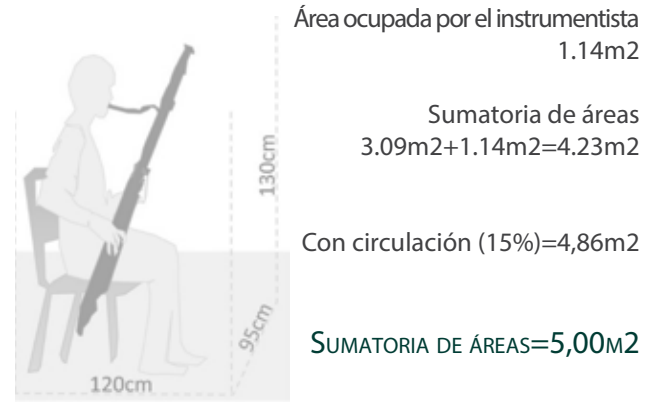 Área ocupada por el instrumentista
1.14m2
Sumatoria de áreas
3.09m2+1.14m2=4.23m2
130cm
Con circulación (15%)=4,86m2
95cm
SUMATORIA DE ÁREAS=5,00M2
120cm